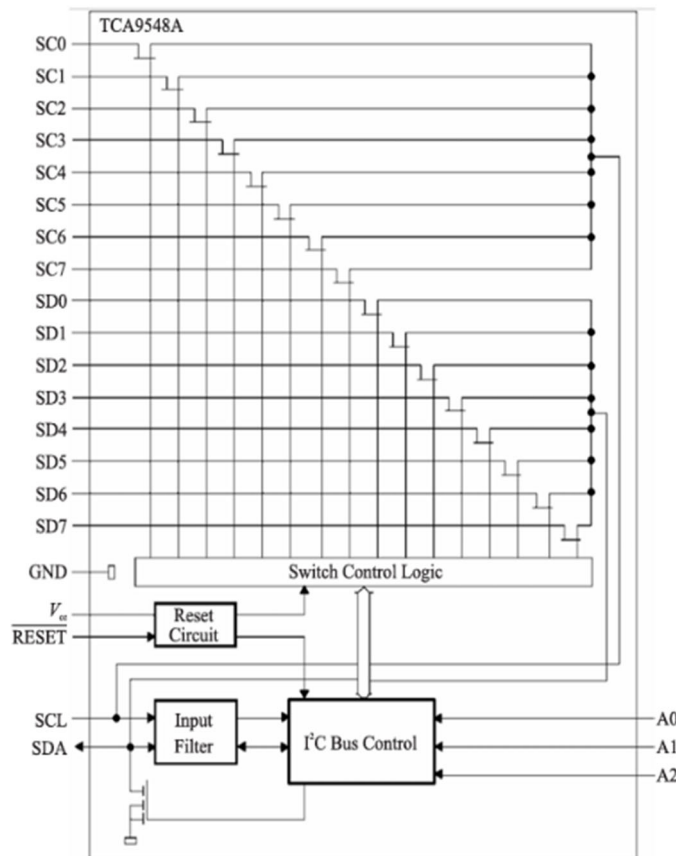 TCA9548A
SC0
SC1
SC2
SC3
SC4
SC5
SC6
SC7
SD0
SD1
SD2
SD3
SD4
SD5
SD6
SD7
GND
Switch Control Logic
Vcc
RESET
Reset
Circuit
SCL
SDA
Input
Filter
I²C Bus Control
A0
A1
A2